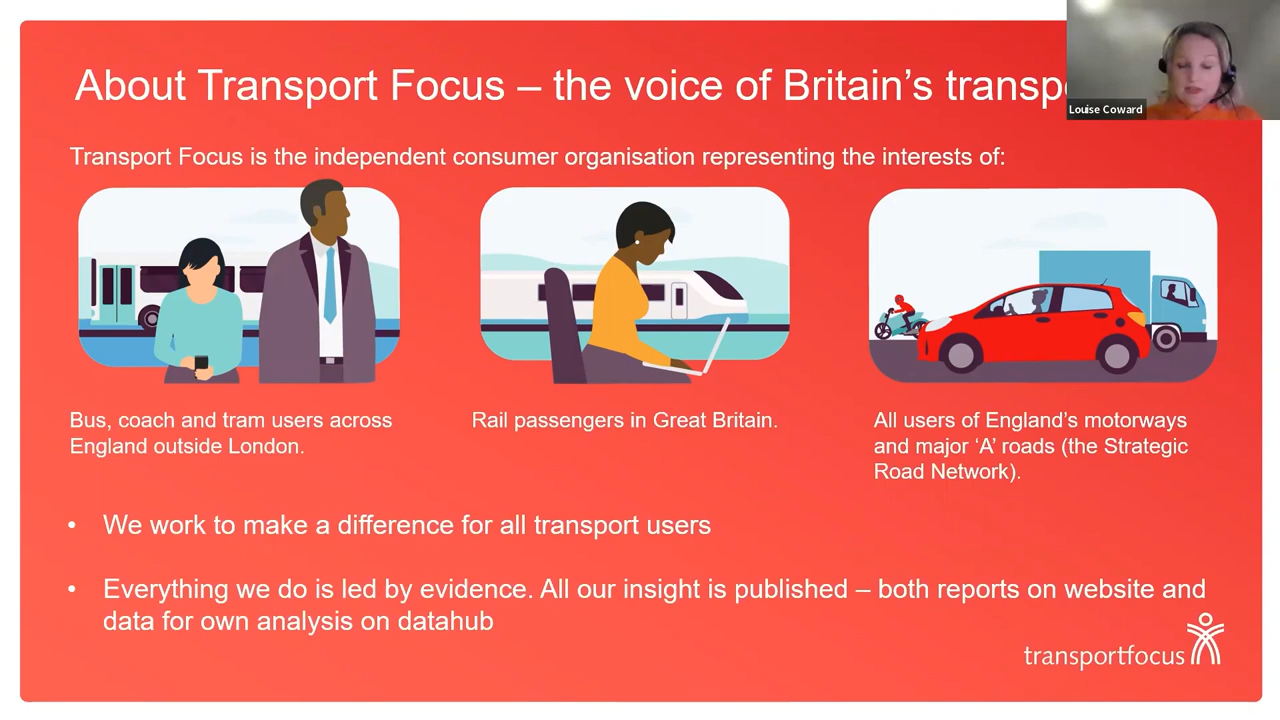 About Transport Focus – the voice of Britain’s
Louise Coward
Transport Focus is the independent consumer organisation representing the interests of:
Bus, coach and tram users across
England outside London.
Rail passengers in Great Britain.
All users of England’s motorways
and major ‘A’ roads (the Strategic
Road Network).
• We work to make a difference for all transport users
• Everything we do is led by evidence. All our insight is published – both reports on website and
data for own analysis on datahub
transportfocus